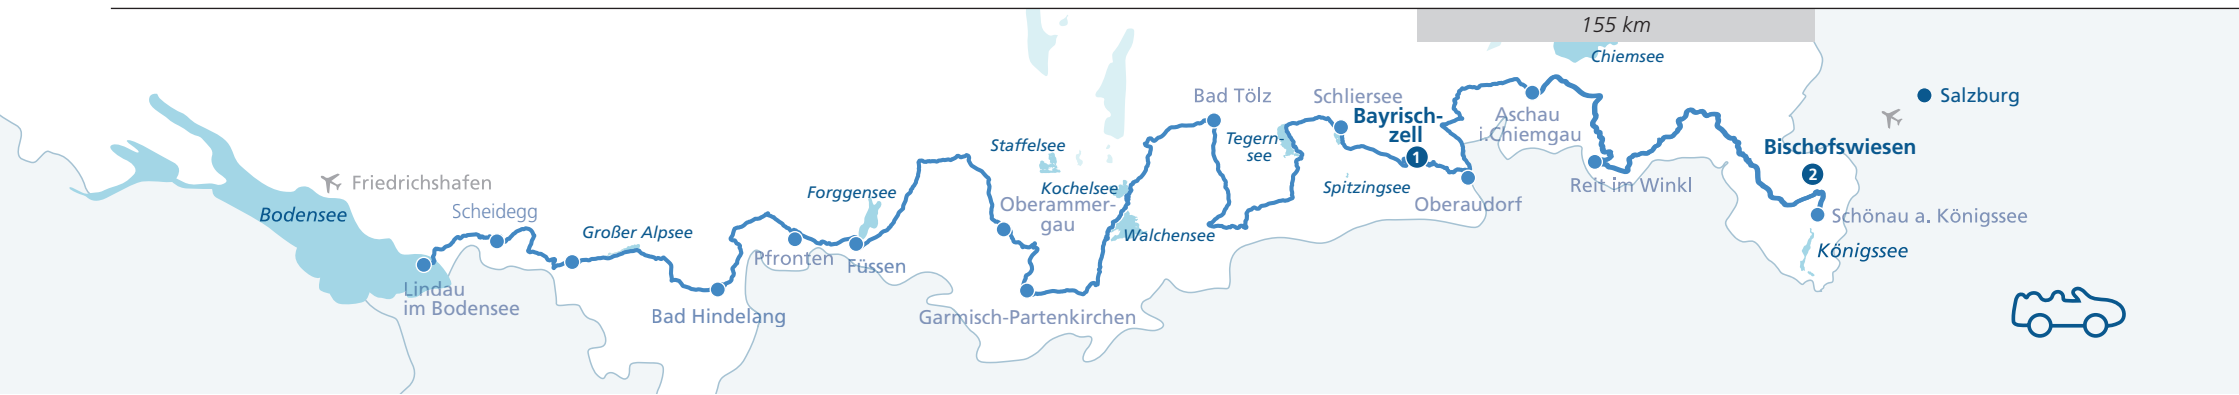 155 km
Chiemsee
Salzburg
Bad Tölz
Schliersee
Bayrisch-
zell
1
Aschau
i.Chiemgau
Tegern-
see
Staffelsee
Bischofswiesen
2
Friedrichshafen
Kochelsee
Spitzingsee
Reit im Winkl
Forggensee
Oberammer-
gau
Oberaudorf
Scheidegg
Bodensee
Schönau a. Königssee
Großer Alpsee
Walchensee
Königssee
Pfronten
Füssen
Lindau
im Bodensee
Bad Hindelang
Garmisch-Partenkirchen